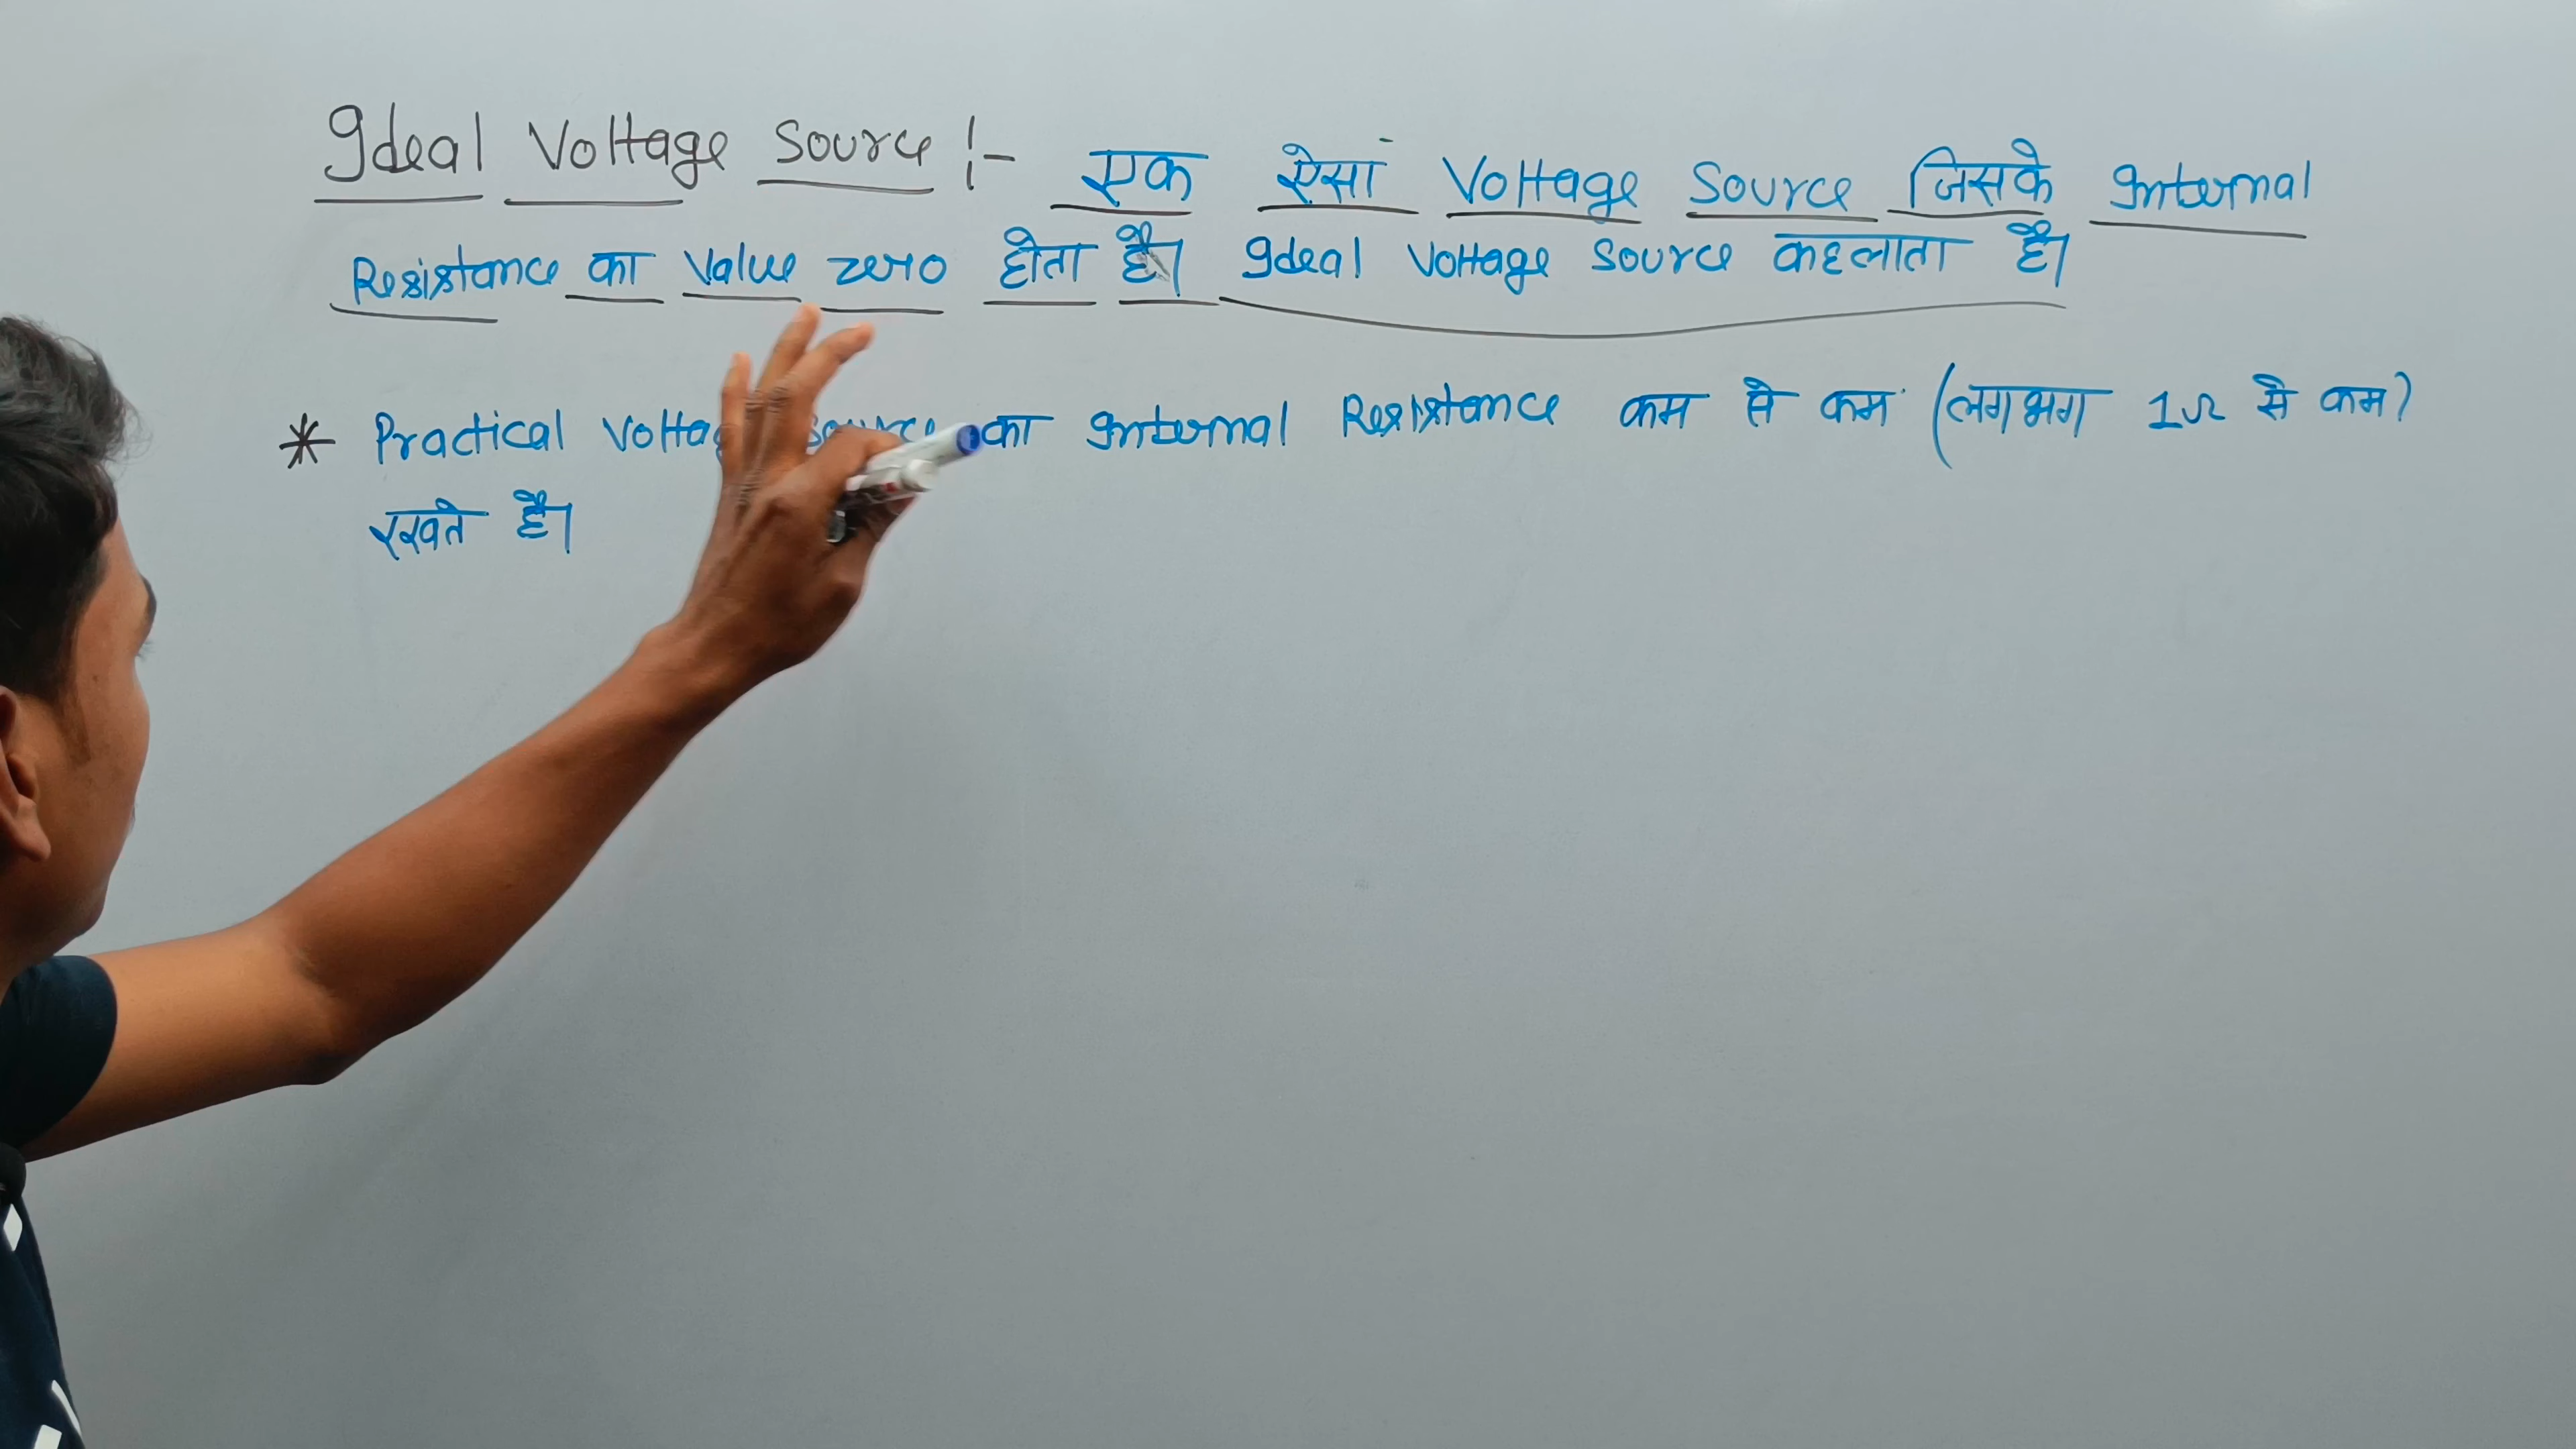 Ideal Voltage Source :- एक ऐसा Voltage Source जिसके Internal
Resistance का Value zero होता है। Ideal Voltage Source कहलाता है।
* Practical Voltage Source का Internal Resistance कम से कम (लगभग 1Ω से कम)
रखते है।